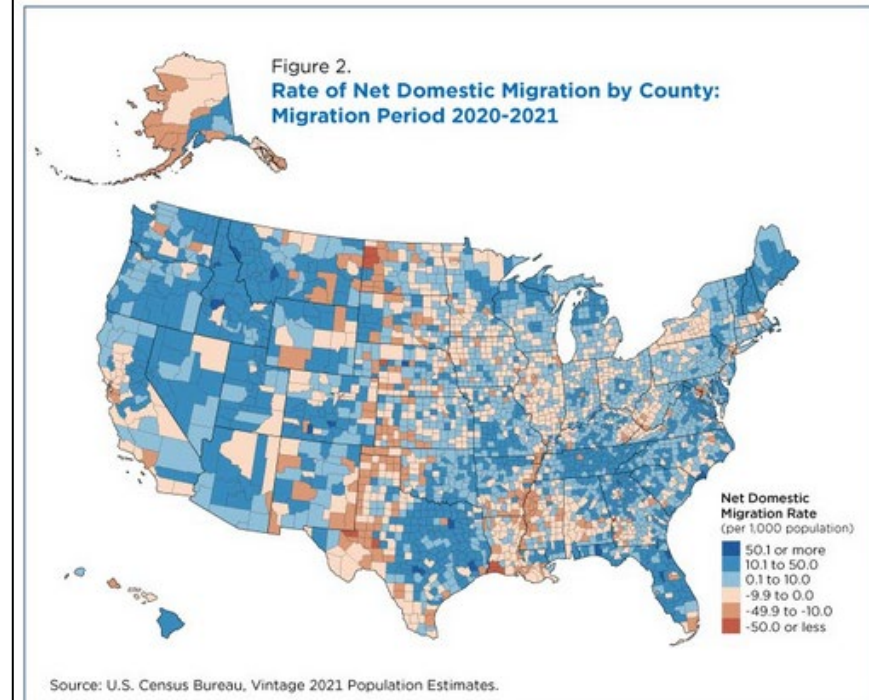 Figure 2.
Rate of Net Domestic Migration by County:
Migration Period 2020-2021
Net Domestic
Migration Rate
(per 1,000 population)
50.1 or more
10.1 to 50.0
0.1 to 10.0
-9.9 to 0.0
-49.9 to -10.0
-50.0 or less
Source: U.S. Census Bureau, Vintage 2021 Population Estimates.